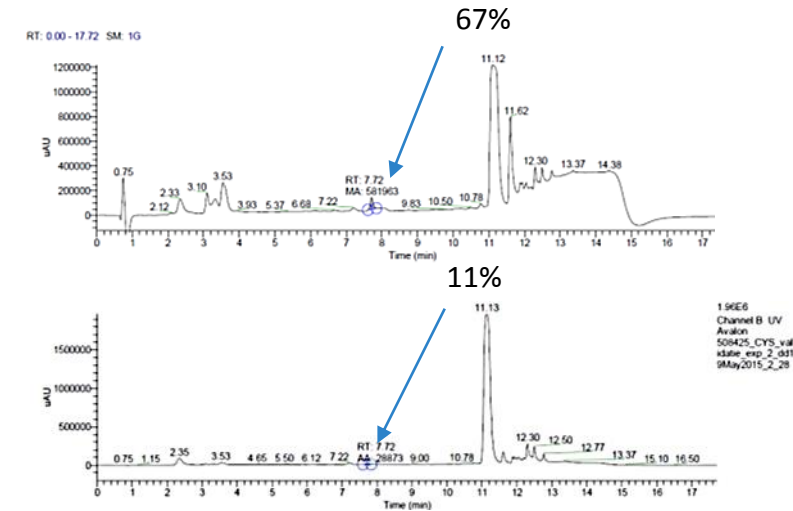 67%
RT: 0.00 - 17.72 SM: 1G
11.12
1200000
1000000
11.62
800000
uAU
600000
12.30 13.37 14.38
400000
0.75
3.53
RT: 7.72
MA: 581963
3.10
2.33
200000
2.12
3.93 5.37 6.68 7.22
9.83 10.50 10.78
0
0 1 2 3 4 5 6 7 8 9 10 11 12 13 14 15 16 17
Time (min)
11%
11.13
1.96E6
Channel B UV
Avalon
508425_CYS_val
idatie_exp_2_dd1
9May2015_2_28
1500000
1000000
uAU
500000
RT: 7.72
12.30 12.50
12.77
0.75 1.15 2.35 3.53 4.65 5.50 6.12 7.22
AA: 28873
9.00 10.78
13.37 15.10 16.50
0
0 1 2 3 4 5 6 7 8 9 10 11 12 13 14 15 16 17
Time (min)